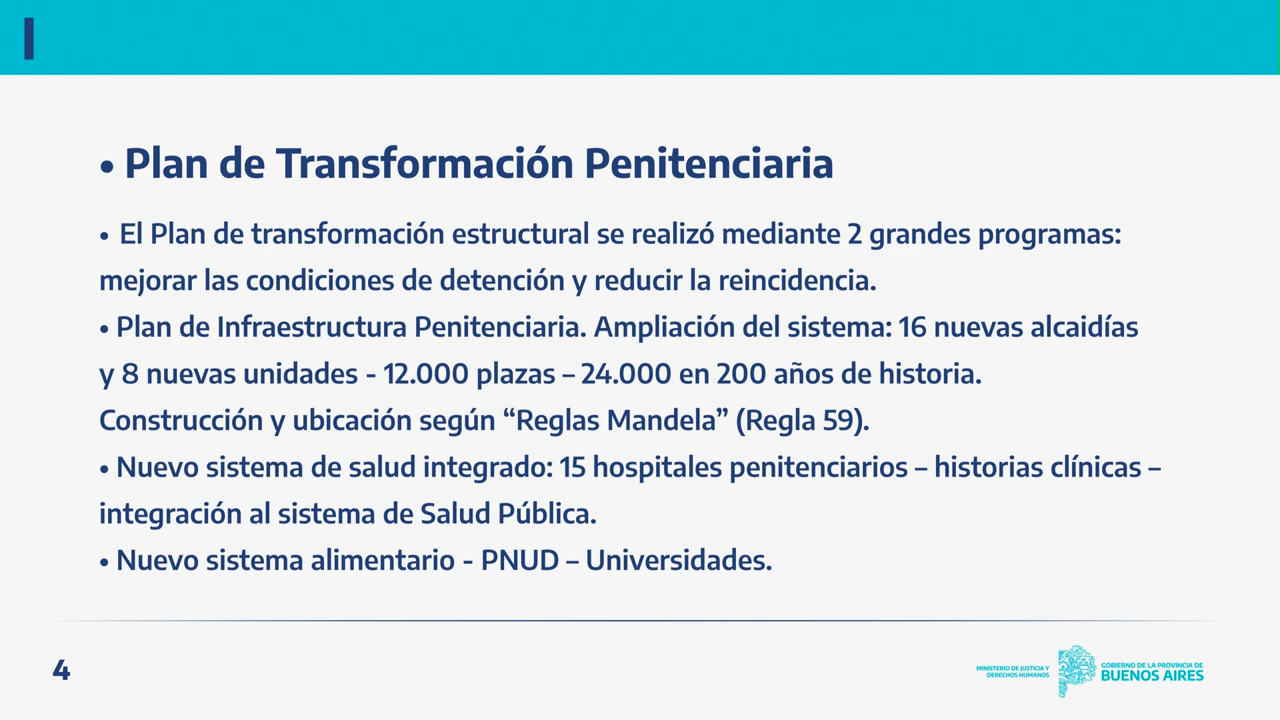 • Plan de Transformación Penitenciaria
• El Plan de transformación estructural se realizó mediante 2 grandes programas:
mejorar las condiciones de detención y reducir la reincidencia.
• Plan de Infraestructura Penitenciaria. Ampliación del sistema: 16 nuevas alcaidías
y 8 nuevas unidades - 12.000 plazas – 24.000 en 200 años de historia.
Construcción y ubicación según “Reglas Mandela” (Regla 59).
• Nuevo sistema de salud integrado: 15 hospitales penitenciarios – historias clínicas –
integración al sistema de Salud Pública.
• Nuevo sistema alimentario - PNUD – Universidades.
4
MINISTERIO DE JUSTICIA Y
DERECHOS HUMANOS
GOBIERNO DE LA PROVINCIA DE
BUENOS AIRES